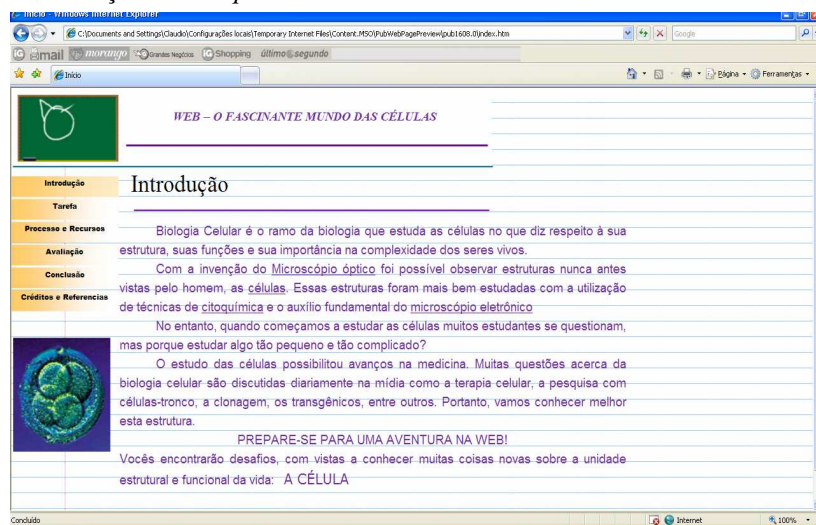 Início - Windows Internet Explorer
C:\Documents and Settings\Claudo\Configurações locais\Temporary Internet Files\Content.MSO\PubWebPagePreview\pub1608.0)\index.htm
Google
mail morango Grandes Negócios Shopping último segundo
Início
Página
Ferramentas
WEB – O FASCINANTE MUNDO DAS CÉLULAS
Introdução
Tarefa
Processo e Recursos
Avaliação
Conclusão
Créditos e Referencias
Introdução
Biologia Celular é o ramo da biologia que estuda as células no que diz respeito à sua
estrutura, suas funções e sua importância na complexidade dos seres vivos.
Com a invenção do Microscópio óptico foi possível observar estruturas nunca antes
vistas pelo homem, as células. Essas estruturas foram mais bem estudadas com a utilização
de técnicas de citoquímica e o auxílio fundamental do microscópio eletrônico
No entanto, quando começamos a estudar as células muitos estudantes se questionam,
mas porque estudar algo tão pequeno e tão complicado?
O estudo das células possibilitou avanços na medicina. Muitas questões acerca da
biologia celular são discutidas diariamente na mídia como a terapia celular, a pesquisa com
células-tronco, a clonagem, os transgênicos, entre outros. Portanto, vamos conhecer melhor
esta estrutura.
PREPARE-SE PARA UMA AVENTURA NA WEB!
Vocês encontrarão desafios, com vistas a conhecer muitas coisas novas sobre a unidade
estrutural e funcional da vida: A CÉLULA
Concluído
Internet
100%